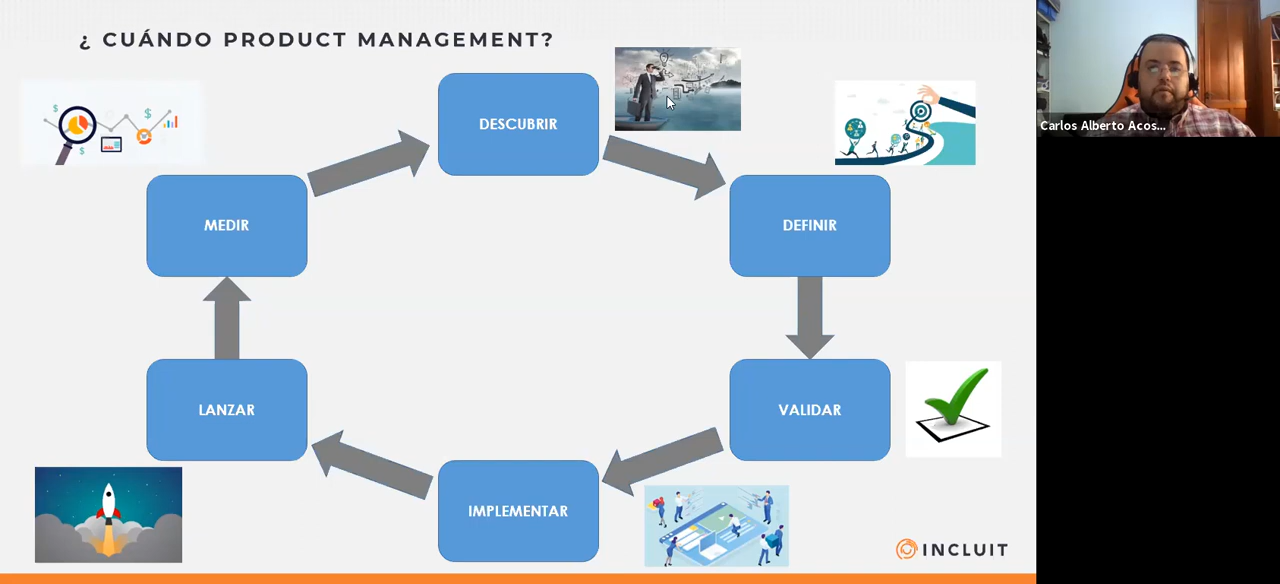 ¿ CUÁNDO PRODUCT MANAGEMENT?
DESCUBRIR
MEDIR
DEFINIR
LANZAR
VALIDAR
IMPLEMENTAR
INCLUIT
Carlos Alberto Acos...